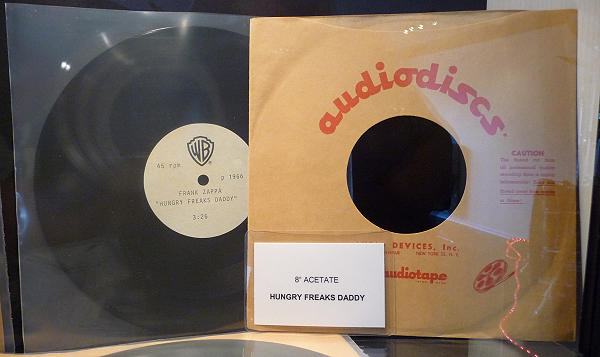 WB
45 rpm
p 1966
FRANK ZAPPA
"HUNGRY FREAKS DADDY"
3:26
audiodiscs
CAUTION
DEVICES, Inc.
NEW YORK 22, N. Y.
audiotape
8" ACETATE
HUNGRY FREAKS DADDY